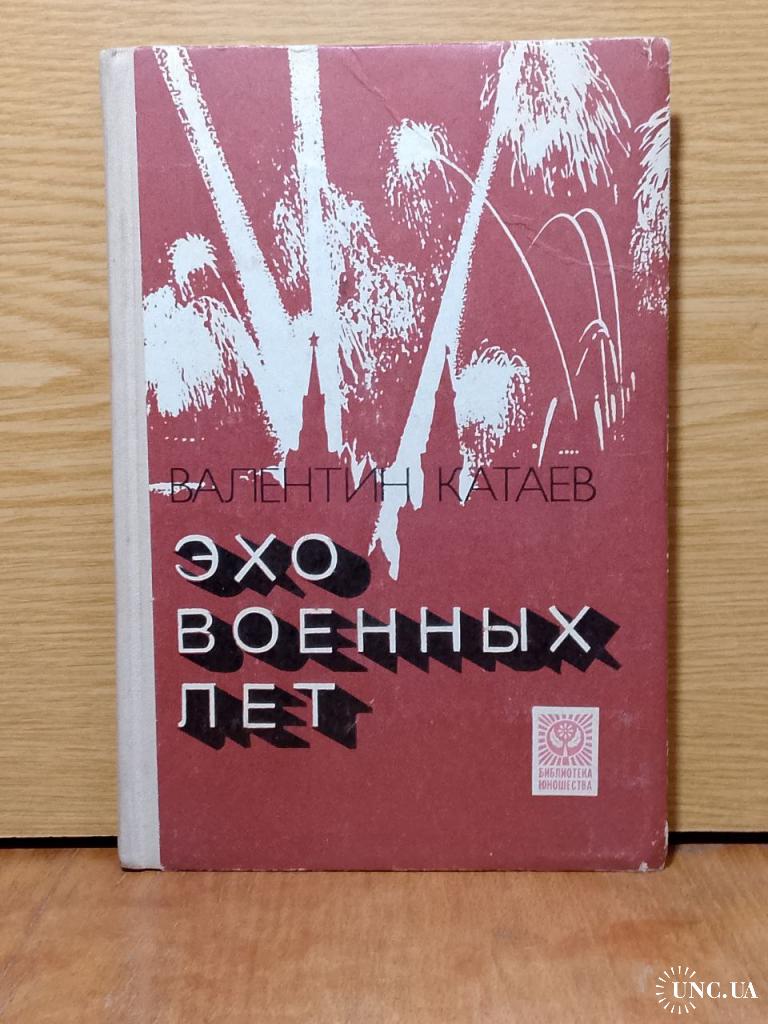 ВАЛЕНТИН КАТАЕВ
ЭХО
ВОЕННЫХ
ЛЕТ
БИБЛИОТЕКА
ЮНОШЕСТВА
UNC.UA